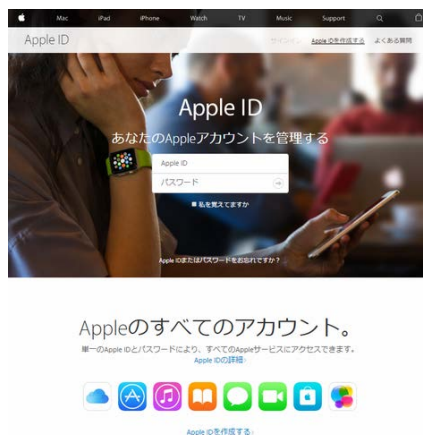 Mac iPad iPhone Watch TV Music Support
Apple ID
サインイン Apple IDを作成する よくある質問
Apple ID
あなたのAppleアカウントを管理する
Apple ID
パスワード
私を覚えてますか
Apple IDまたはパスワードをお忘れですか？
Appleのすべてのアカウント。
単一のApple IDとパスワードにより、すべてのAppleサービスにアクセスできます。
Apple IDの詳細›
Apple IDを作成する›